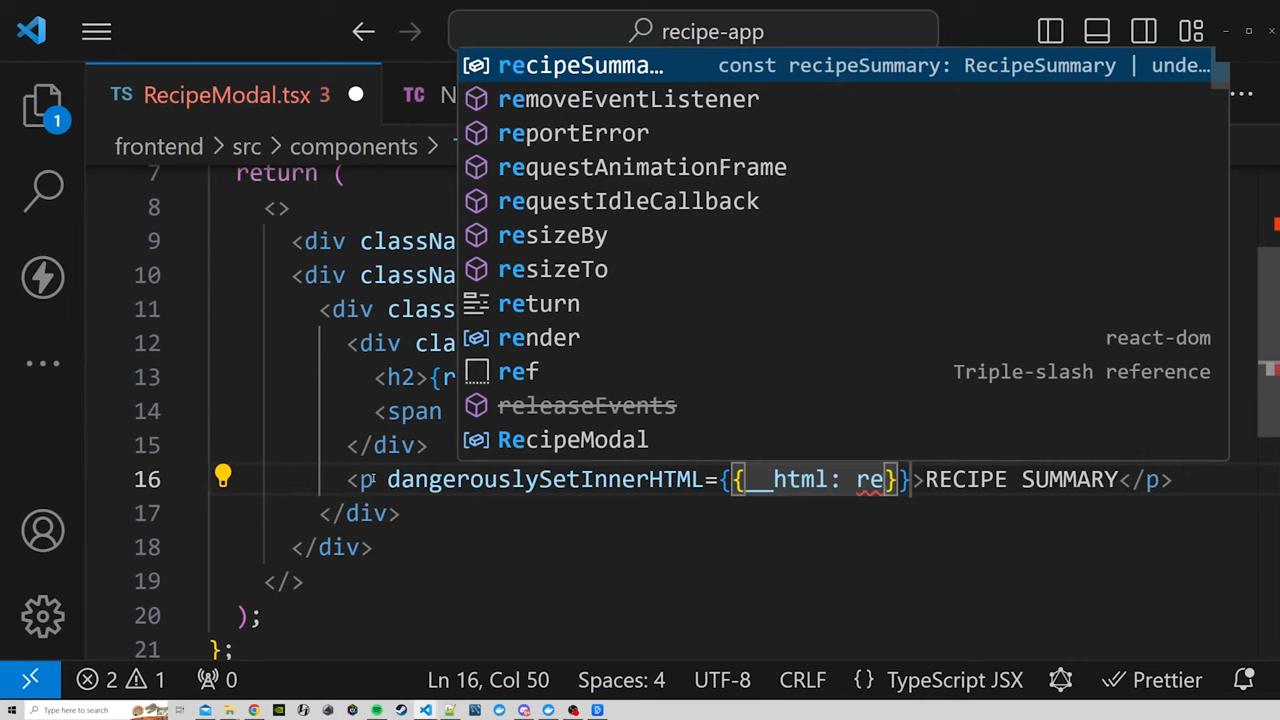 recipe-app
TS RecipeModal.tsx 3
TC N
frontend > src > components >
recipeSumma… const recipeSummary: RecipeSummary | unde…
removeEventListener
reportError
requestAnimationFrame
requestIdleCallback
resizeBy
resizeTo
return
render react-dom
ref Triple-slash reference
releaseEvents
RecipeModal
1
7 return (
8 <>
9 <div classNa
10 <div classNa
11 <div class
12 <div cla
13 <h2>{r
14 <span
15 </div>
16 <p dangerouslySetInnerHTML={{__html: re}}>RECIPE SUMMARY</p>
17 </div>
18 </div>
19 </>
20 );
21 };
2 1 0 Ln 16, Col 50 Spaces: 4 UTF-8 CRLF {} TypeScript JSX Prettier
Type here to search